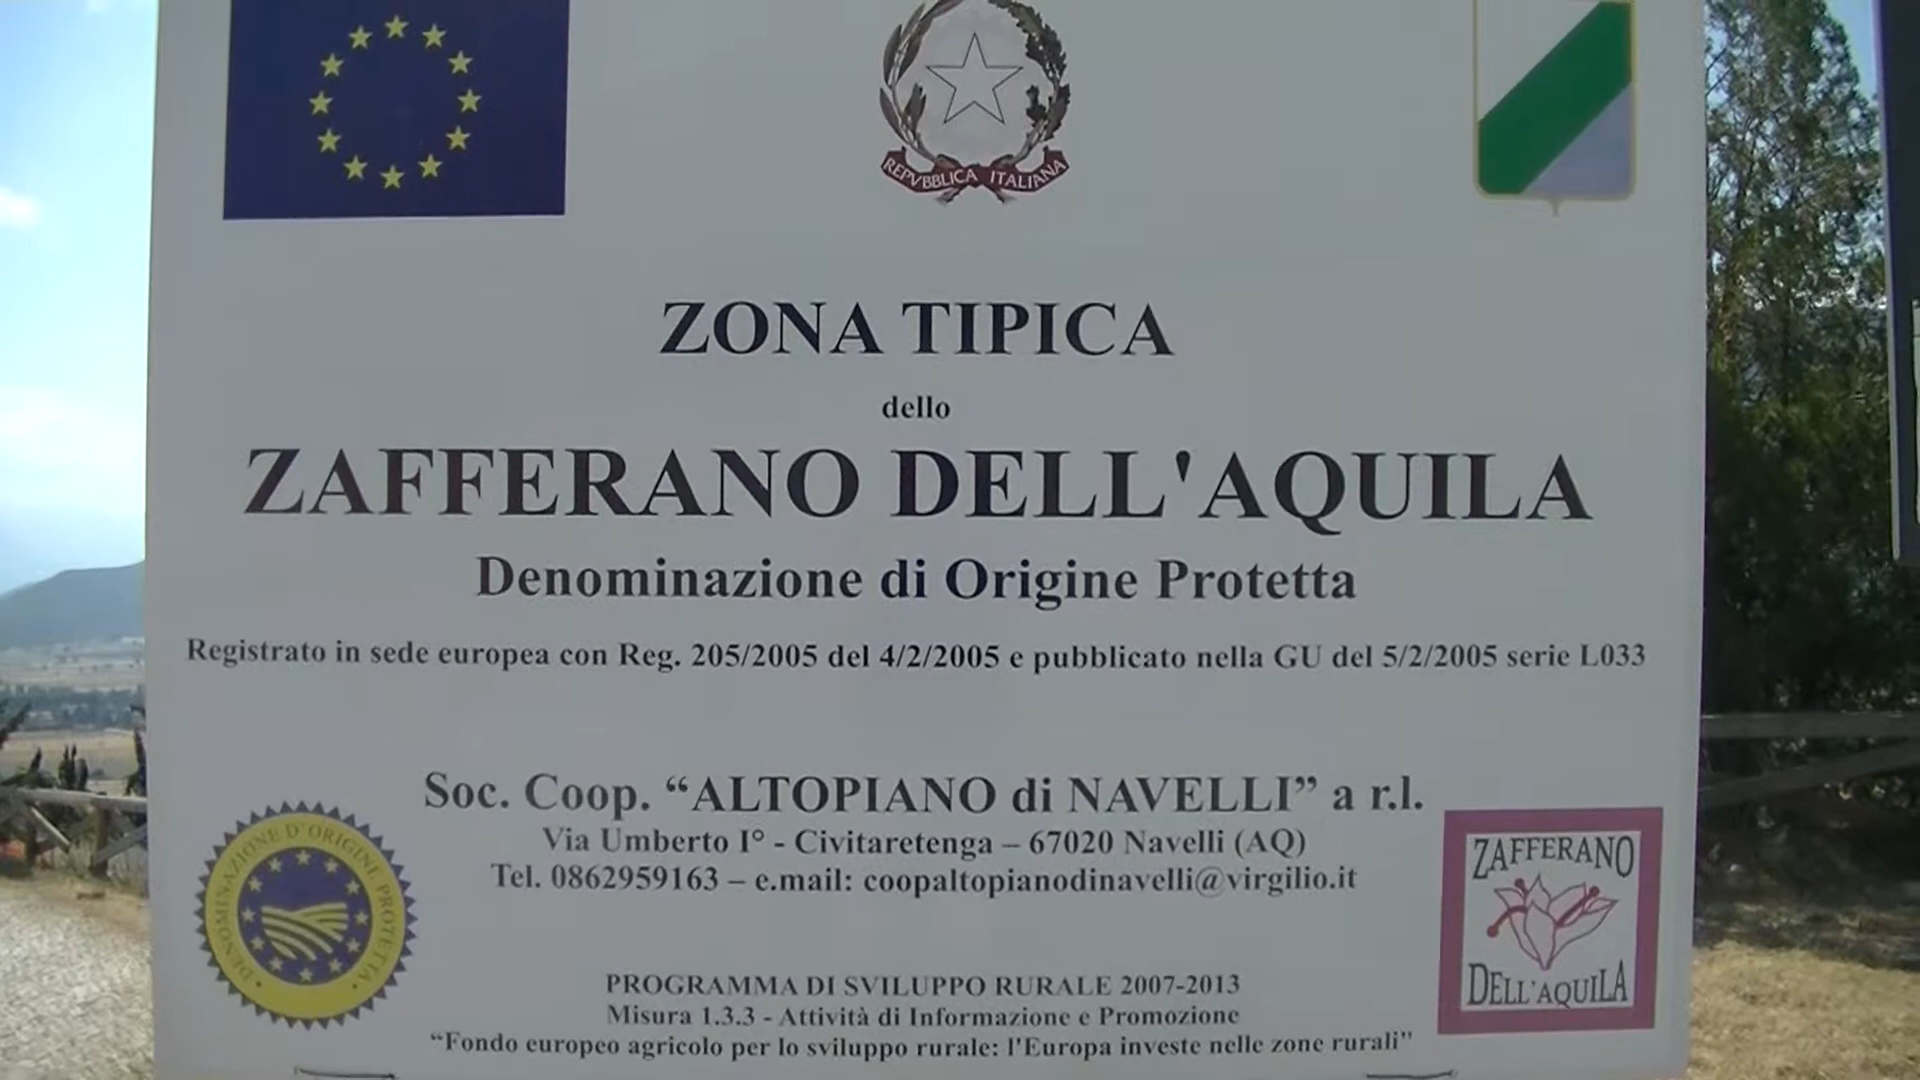 REPVBBLICA ITALIANA
ZONA TIPICA
dello
ZAFFERANO DELL'AQUILA
Denominazione di Origine Protetta
Registrato in sede europea con Reg. 205/2005 del 4/2/2005 e pubblicato nella GU del 5/2/2005 serie L033
Soc. Coop. “ALTOPIANO di NAVELLI” a r.l.
Via Umberto I° - Civitaretenga – 67020 Navelli (AQ)
Tel. 0862959163 – e.mail: coopaltopianodinavelli@virgilio.it
DENOMINAZIONE D'ORIGINE PROTETTA
ZAFFERANO
DELL'AQUILA
PROGRAMMA DI SVILUPPO RURALE 2007-2013
Misura 1.3.3 - Attività di Informazione e Promozione
“Fondo europeo agricolo per lo sviluppo rurale: l'Europa investe nelle zone rurali”